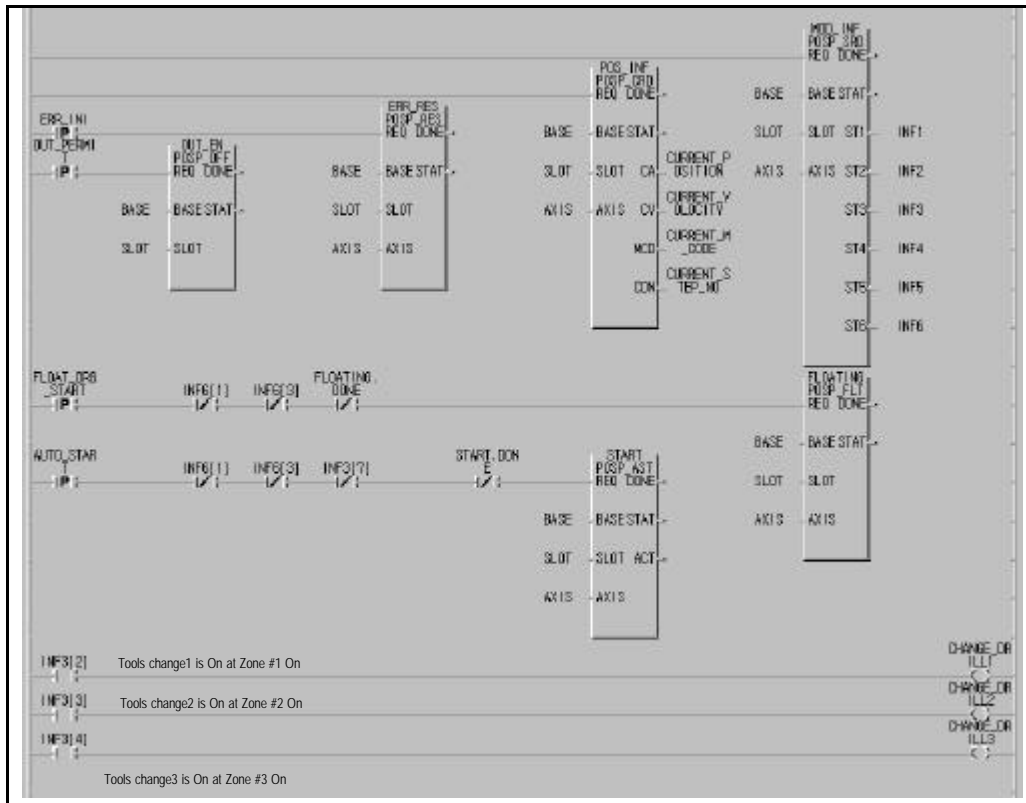 MOD_INF
POSP_SRD
REQ DONE
POS_INF
POSP_CRD
REQ DONE
BASE BASE STAT
ERR_RES
POSP_RES
REQ DONE
ERR_INI
P
BASE BASE STAT
SLOT SLOT ST1 INF1
OUT_PERMI
T
P
OUT_EN
POSP_OFF
REQ DONE
BASE BASE STAT
SLOT SLOT CA CURRENT_P
OSITION
AXIS AXIS ST2 INF2
BASE BASE STAT
SLOT SLOT
AXIS AXIS CV CURRENT_V
OLOCITY
ST3 INF3
SLOT SLOT
AXIS AXIS
MCD CURRENT_M
_CODE
ST4 INF4
CON CURRENT_S
TEP_NO
ST5 INF5
ST6 INF6
FLOAT_ORG
_START
P
INF6[1] INF6[3] FLOATING.
DONE
FLOATING
POSP_FLT
REQ DONE
BASE BASE STAT
AUTO_STAR
T
P
INF6[1] INF6[3] INF3[7] START.DON
E
START
POSP_AST
REQ DONE
SLOT SLOT
BASE BASE STAT
AXIS AXIS
SLOT SLOT ACT
AXIS AXIS
INF3[2] Tools change1 is On at Zone #1 On CHANGE_DR
ILL1
INF3[3] Tools change2 is On at Zone #2 On CHANGE_DR
ILL2
INF3[4] CHANGE_DR
ILL3
Tools change3 is On at Zone #3 On